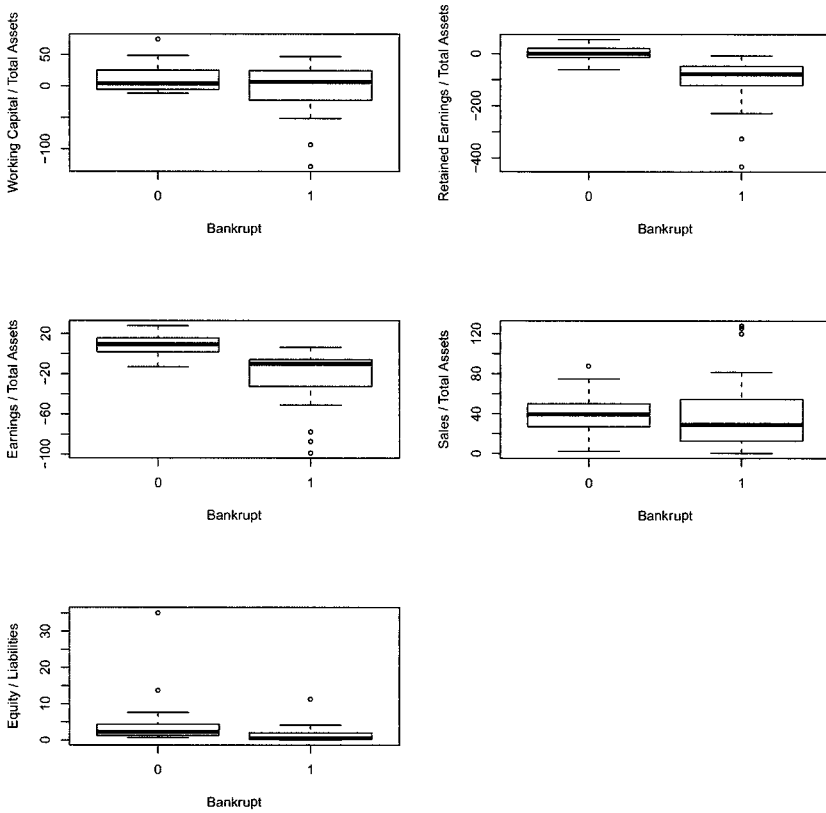 Working Capital / Total Assets
50
0
-100
0
1
Bankrupt
Retained Earnings / Total Assets
0
-200
-400
0
1
Bankrupt
Earnings / Total Assets
20
-20
-60
-100
0
1
Bankrupt
Sales / Total Assets
120
80
40
0
0
1
Bankrupt
Equity / Liabilities
30
10
0
0
1
Bankrupt